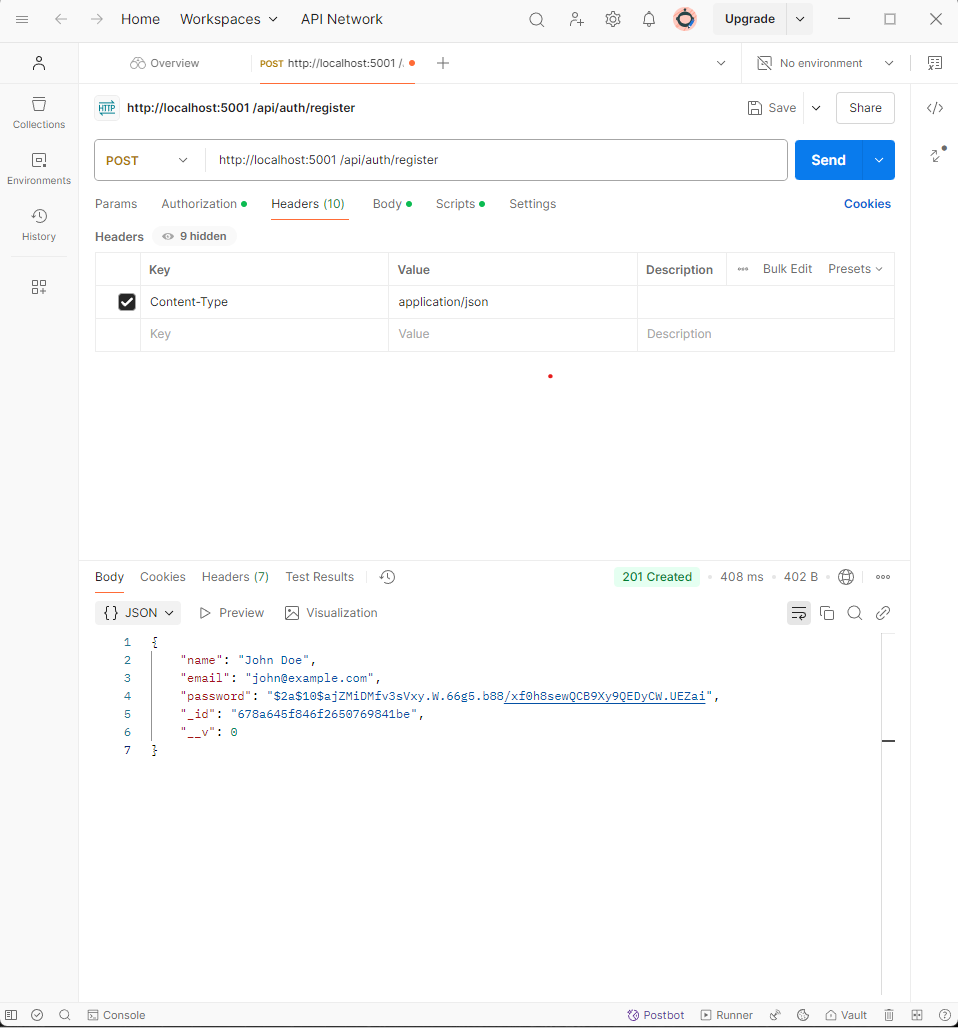 Home Workspaces API Network Upgrade
Overview POST http://localhost:5001 /. No environment
http://localhost:5001 /api/auth/register Save Share
POST http://localhost:5001 /api/auth/register Send
Params Authorization Headers (10) Body Scripts Settings Cookies
Headers 9 hidden
Key Value Description Bulk Edit Presets
Content-Type application/json
Key Value Description
Collections
Environments
History
Body Cookies Headers (7) Test Results 201 Created 408 ms 402 B
{} JSON Preview Visualization
1 {
2 "name": "John Doe",
3 "email": "john@example.com",
4 "password": "$2a$10$ajZMiDMfv3sVxy.W.66g5.b88/xf0h8sewQCB9Xy9QEDyCW.UEZai",
5 "_id": "678a645f846f2650769841be",
6 "__v": 0
7 }
Console Postbot Runner Vault